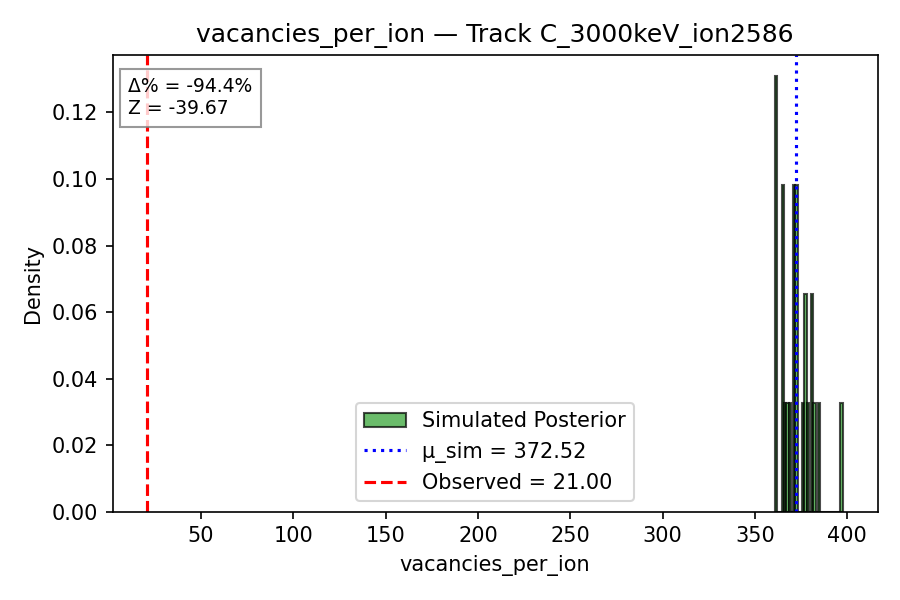 vacancies_per_ion — Track C_3000keV_ion2586
Δ% = -94.4%
Z = -39.67
0.12
0.10
0.08
0.06
0.04
0.02
0.00
Density
Simulated Posterior
μ_sim = 372.52
Observed = 21.00
50 100 150 200 250 300 350 400
vacancies_per_ion